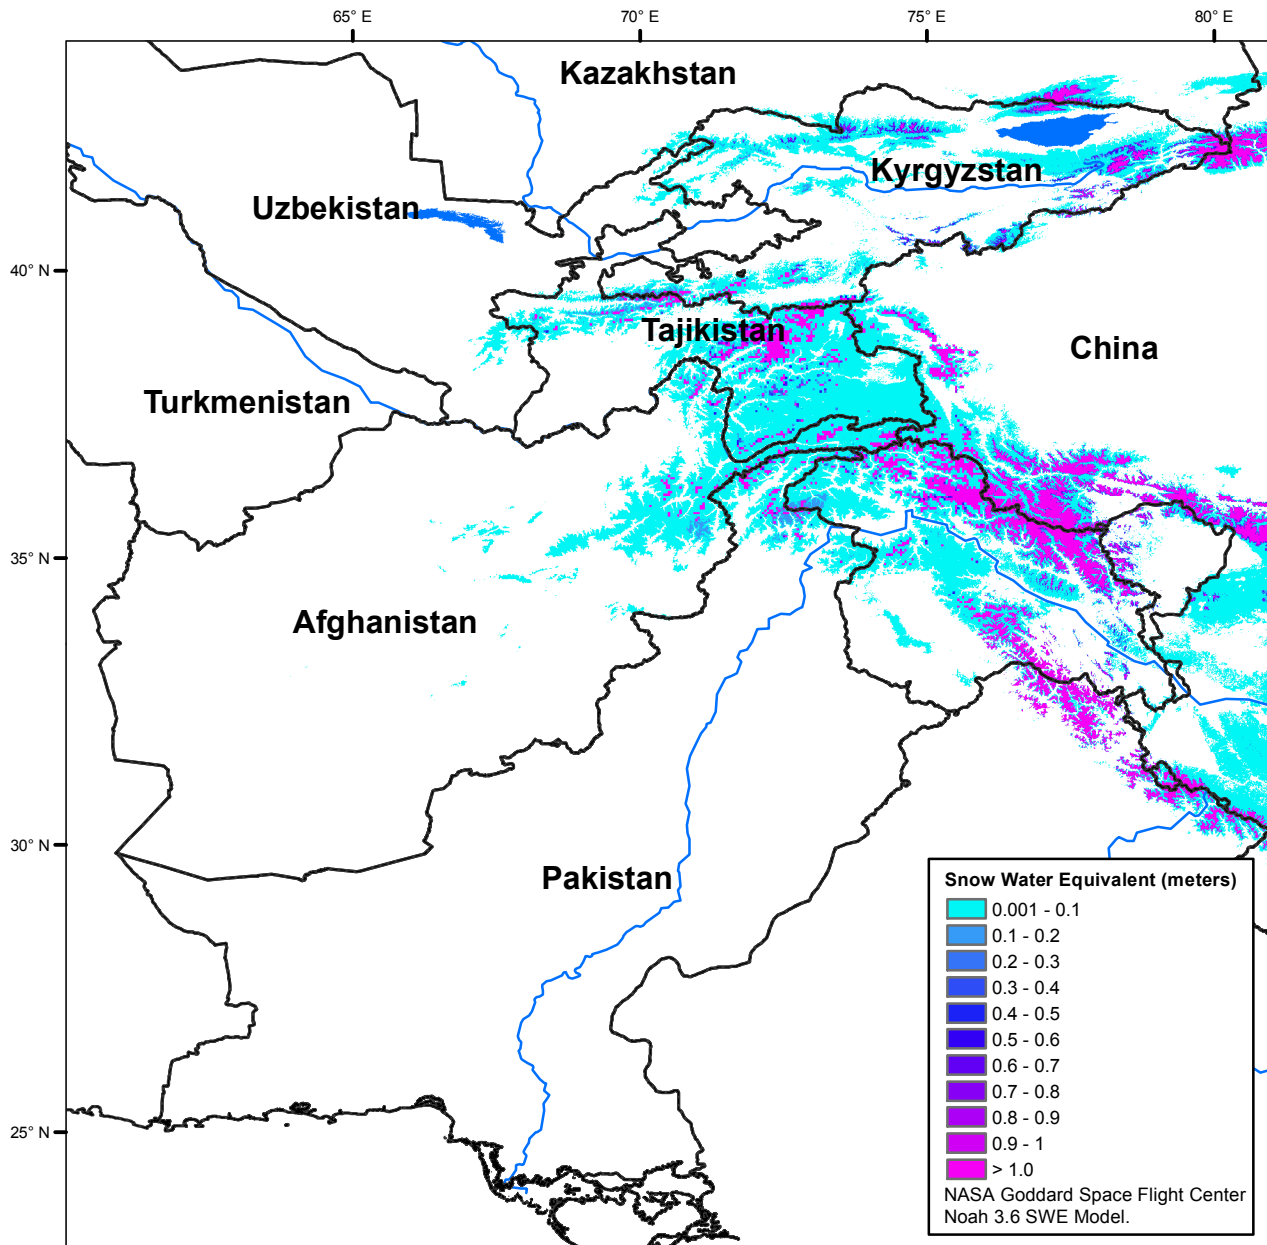 65° E
70° E
75° E
80° E
Kazakhstan
Kyrgyzstan
Uzbekistan
40° N
Tajikistan
China
Turkmenistan
35° N
Afghanistan
30° N
Pakistan
25° N
Snow Water Equivalent (meters)
0.001 - 0.1
0.1 - 0.2
0.2 - 0.3
0.3 - 0.4
0.4 - 0.5
0.5 - 0.6
0.6 - 0.7
0.7 - 0.8
0.8 - 0.9
0.9 - 1
> 1.0
NASA Goddard Space Flight Center
Noah 3.6 SWE Model.